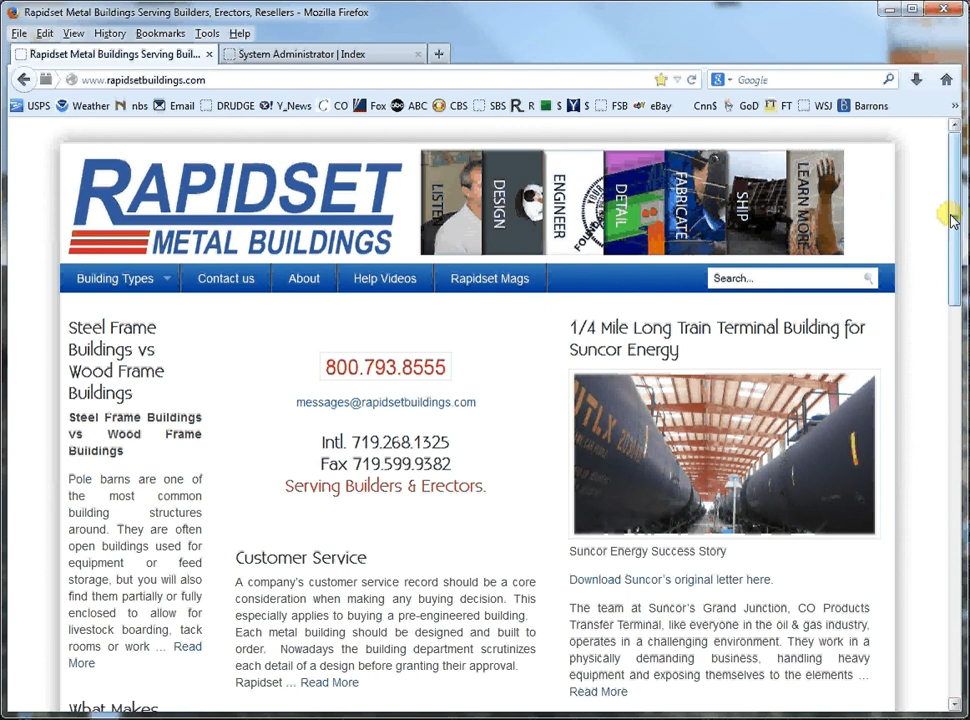 Rapidset Metal Buildings Serving Builders, Erectors, Resellers - Mozilla Firefox
File Edit View History Bookmarks Tools Help
Rapidset Metal Buildings Serving Buil... × System Administrator | Index × +
www.rapidsetbuildings.com Google
USPS Weather nbs Email DRUDGE Y_News CO Fox ABC CBS SBS R $ $ FSB eBay Cnn$ GoD FT WSJ Barrons »
RAPIDSET
METAL BUILDINGS
LISTEN
DESIGN
ENGINEER
DETAIL
FABRICATE
SHIP
LEARN MORE
Building Types Contact us About Help Videos Rapidset Mags Search...
Steel Frame
Buildings vs
Wood Frame
Buildings
Steel Frame Buildings
vs Wood Frame
Buildings
Pole barns are one of
the most common
building structures
around. They are often
open buildings used for
equipment or feed
storage, but you will also
find them partially or fully
enclosed to allow for
livestock boarding, tack
rooms or work ... Read
More
What Makes
800.793.8555
messages@rapidsetbuildings.com
Intl. 719.268.1325
Fax 719.599.9382
Serving Builders & Erectors.
Customer Service
A company's customer service record should be a core
consideration when making any buying decision. This
especially applies to buying a pre-engineered building.
Each metal building should be designed and built to
order. Nowadays the building department scrutinizes
each detail of a design before granting their approval.
Rapidset ... Read More
1/4 Mile Long Train Terminal Building for
Suncor Energy
Suncor Energy Success Story
Download Suncor's original letter here.
The team at Suncor's Grand Junction, CO Products
Transfer Terminal, like everyone in the oil & gas industry,
operates in a challenging environment. They work in a
physically demanding business, handling heavy
equipment and exposing themselves to the elements ...
Read More